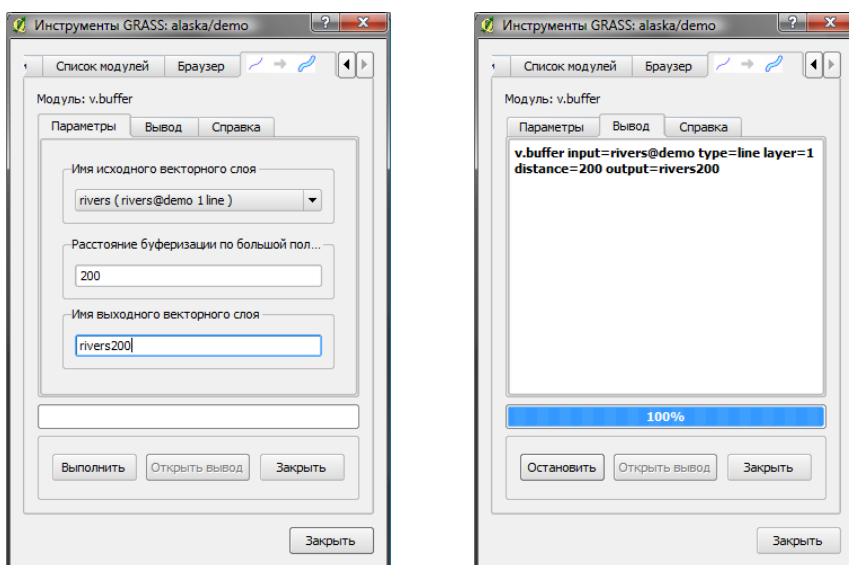 Инструменты GRASS: alaska/demo
Список модулей Браузер
Модуль: v.buffer
Параметры Вывод Справка
Имя исходного векторного слоя
rivers ( rivers@demo 1 line )
Расстояние буферизации по большой пол...
200
Имя выходного векторного слоя
rivers200
Выполнить Открыть вывод Закрыть
Закрыть
Инструменты GRASS: alaska/demo
Список модулей Браузер
Модуль: v.buffer
Параметры Вывод Справка
v.buffer input=rivers@demo type=line layer=1
distance=200 output=rivers200
100%
Остановить Открыть вывод Закрыть
Закрыть